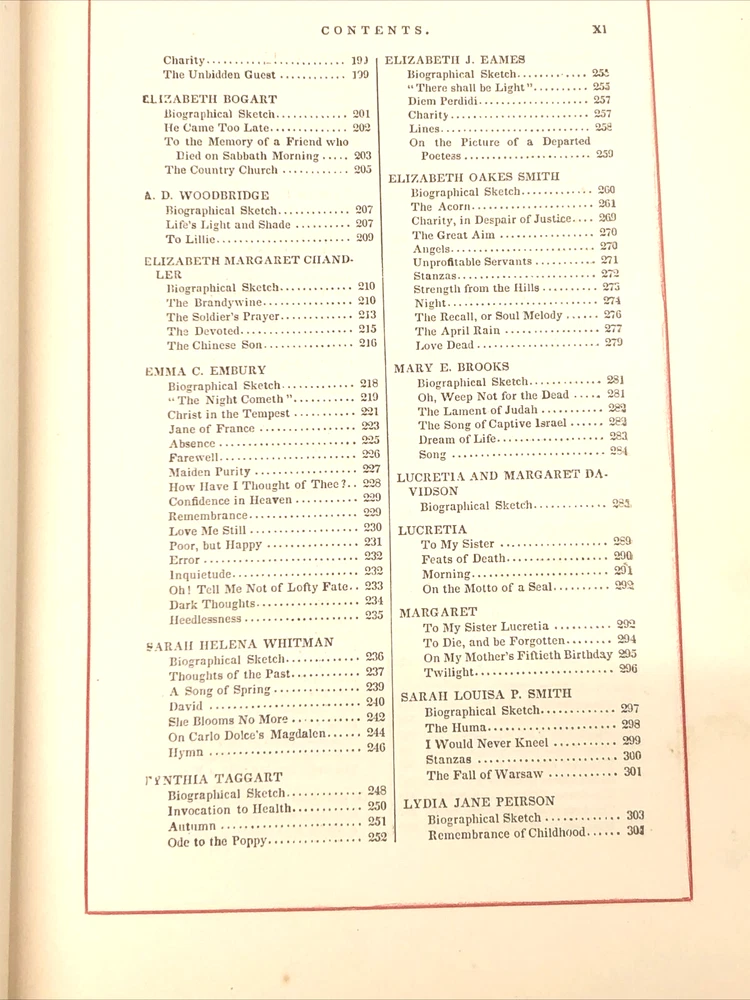 CONTENTS. XI
Charity........................... 199
The Unbidden Guest ............ 199
ELIZABETH BOGART
Biographical Sketch............. 201
He Came Too Late.............. 202
To the Memory of a Friend who
Died on Sabbath Morning ..... 203
The Country Church ............ 205
A. D. WOODBRIDGE
Biographical Sketch............. 207
Life's Light and Shade .......... 207
To Lillie........................ 209
ELIZABETH MARGARET CHAND-
LER
Biographical Sketch............. 210
The Brandywine................ 210
The Soldier's Prayer............. 213
The Devoted.................... 215
The Chinese Son................ 216
EMMA C. EMBURY
Biographical Sketch............. 218
"The Night Cometh"............ 219
Christ in the Tempest ........... 221
Jane of France ................. 223
Absence ....................... 225
Farewell........................ 226
Maiden Purity ................. 227
How Have I Thought of Thee?.. 228
Confidence in Heaven .......... 229
Remembrance.................. 229
Love Me Still .................. 230
Poor, but Happy ............... 231
Error .......................... 232
Inquietude..................... 232
Oh! Tell Me Not of Lofty Fate.. 233
Dark Thoughts................. 234
Heedlessness ................... 235
SARAH HELENA WHITMAN
Biographical Sketch............. 236
Thoughts of the Past............. 237
A Song of Spring ............... 239
David ......................... 240
She Blooms No More ........... 242
On Carlo Dolce's Magdalen...... 244
Hymn ......................... 246
CYNTHIA TAGGART
Biographical Sketch............. 248
Invocation to Health............. 250
Autumn ....................... 251
Ode to the Poppy................ 252
ELIZABETH J. EAMES
Biographical Sketch............. 255
"There shall be Light".......... 255
Diem Perdidi.................... 257
Charity......................... 257
Lines........................... 258
On the Picture of a Departed
Poetess ....................... 259
ELIZABETH OAKES SMITH
Biographical Sketch............. 260
The Acorn...................... 261
Charity, in Despair of Justice.... 269
The Great Aim ................. 270
Angels.......................... 270
Unprofitable Servants ........... 271
Stanzas......................... 272
Strength from the Hills .......... 273
Night........................... 274
The Recall, or Soul Melody ...... 276
The April Rain ................. 277
Love Dead ..................... 279
MARY E. BROOKS
Biographical Sketch............. 281
Oh, Weep Not for the Dead ..... 281
The Lament of Judah ........... 282
The Song of Captive Israel ...... 282
Dream of Life................... 283
Song ........................... 284
LUCRETIA AND MARGARET DA-
VIDSON
Biographical Sketch.............
LUCRETIA
To My Sister ................... 289
Feats of Death.................. 290
Morning........................ 291
On the Motto of a Seal.......... 292
MARGARET
To My Sister Lucretia .......... 292
To Die, and be Forgotten........ 294
On My Mother's Fiftieth Birthday 295
Twilight........................ 296
SARAH LOUISA P. SMITH
Biographical Sketch............. 297
The Huma...................... 298
I Would Never Kneel ........... 299
Stanzas ........................ 300
The Fall of Warsaw ............ 301
LYDIA JANE PEIRSON
Biographical Sketch ............ 303
Remembrance of Childhood...... 304